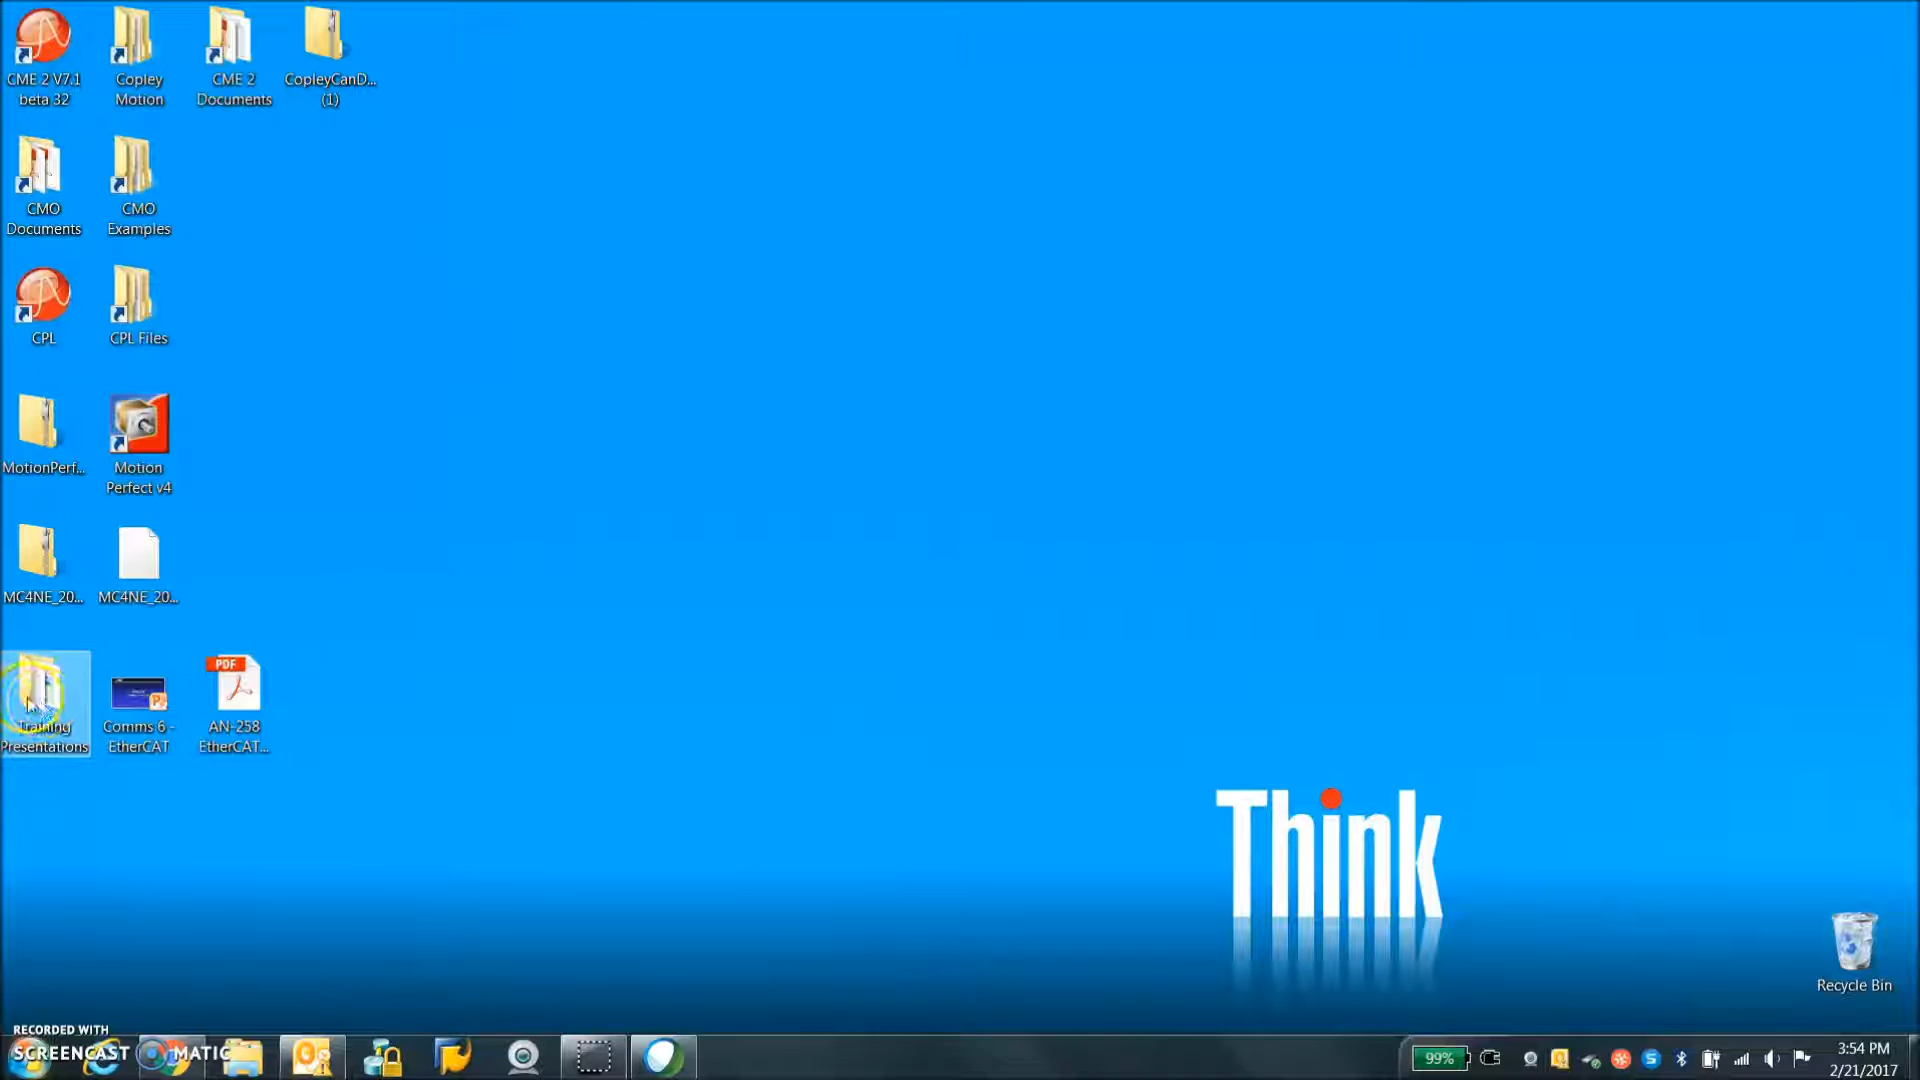 CME 2 V7.1
beta 32
Copley
Motion
CME 2
Documents
CopleyCanD...
(1)
CMO
Documents
CMO
Examples
CPL
CPL Files
MotionPerf...
Motion
Perfect v4
MC4NE_20...
MC4NE_20...
Training
Presentations
Comms 6 -
EtherCAT
PDF
AN-258
EtherCAT...
Think
Recycle Bin
RECORDED WITH
SCREENCAST MATIC
99%
3:54 PM
2/21/2017